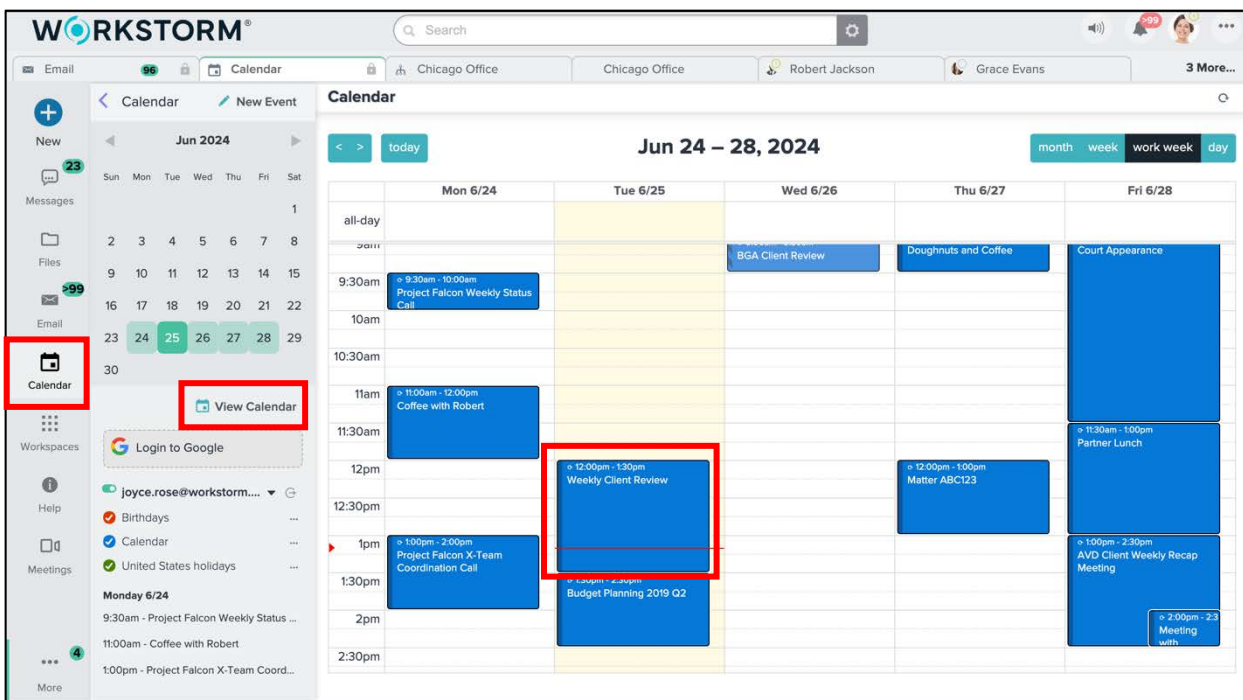 WORKSTORM®
Search
>99
Email 96
Calendar
Chicago Office
Chicago Office
Robert Jackson
Grace Evans
3 More...
New
23
Messages
Files
>99
Email
Calendar
Workspaces
Help
Meetings
4
More
Calendar New Event
Jun 2024
Sun Mon Tue Wed Thu Fri Sat
1
2 3 4 5 6 7 8
9 10 11 12 13 14 15
16 17 18 19 20 21 22
23 24 25 26 27 28 29
30
View Calendar
Login to Google
joyce.rose@workstorm....
Birthdays ...
Calendar ...
United States holidays ...
Monday 6/24
9:30am - Project Falcon Weekly Status ...
11:00am - Coffee with Robert
1:00pm - Project Falcon X-Team Coord...
Calendar
< > today
Jun 24 – 28, 2024
month week work week day
Mon 6/24 Tue 6/25 Wed 6/26 Thu 6/27 Fri 6/28
all-day
9am
9:30am
10am
10:30am
11am
11:30am
12pm
12:30pm
1pm
1:30pm
2pm
2:30pm
9:30am - 10:00am
Project Falcon Weekly Status
Call
11:00am - 12:00pm
Coffee with Robert
1:00pm - 2:00pm
Project Falcon X-Team
Coordination Call
12:00pm - 1:30pm
Weekly Client Review
1:30pm - 2:30pm
Budget Planning 2019 Q2
BGA Client Review
Doughnuts and Coffee
12:00pm - 1:00pm
Matter ABC123
Court Appearance
11:30am - 1:00pm
Partner Lunch
1:00pm - 2:30pm
AVD Client Weekly Recap
Meeting
2:00pm - 2:3
Meeting
with